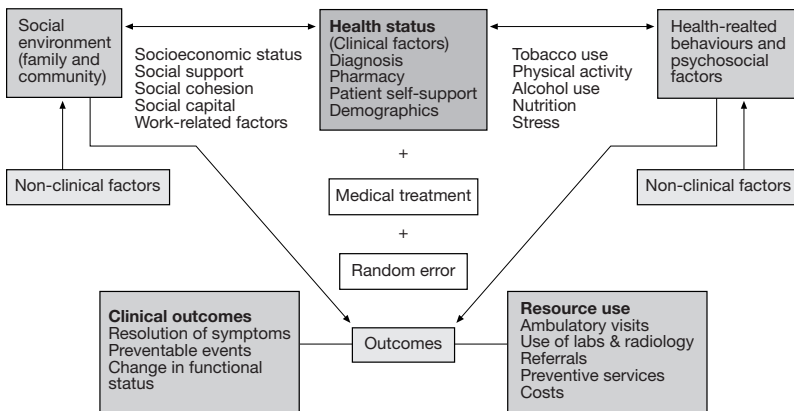 Social
environment
(family and
community)
Socioeconomic status
Social support
Social cohesion
Social capital
Work-related factors
Health status
(Clinical factors)
Diagnosis
Pharmacy
Patient self-support
Demographics
Tobacco use
Physical activity
Alcohol use
Nutrition
Stress
Health-realted
behaviours and
psychosocial
factors
Non-clinical factors
+
Medical treatment
+
Random error
Non-clinical factors
Clinical outcomes
Resolution of symptoms
Preventable events
Change in functional
status
Outcomes
Resource use
Ambulatory visits
Use of labs & radiology
Referrals
Preventive services
Costs